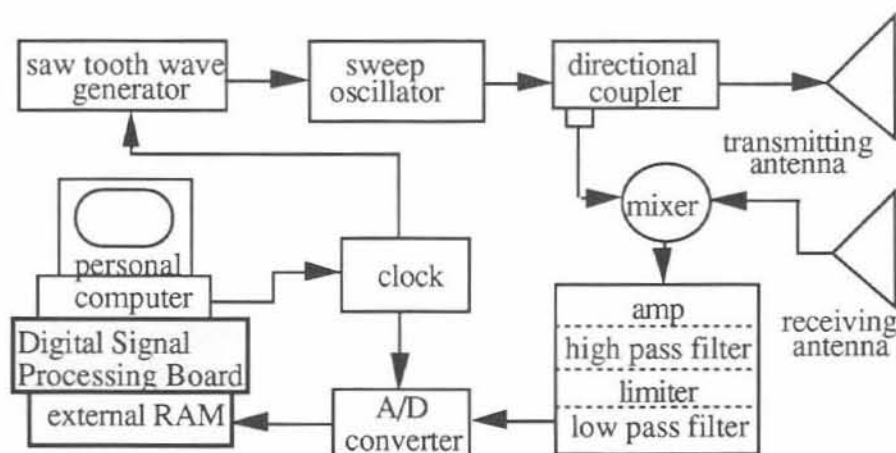 saw tooth wave
generator
sweep
oscillator
directional
coupler
transmitting
antenna
mixer
personal
computer
clock
amp
high pass filter
limiter
low pass filter
receiving
antenna
Digital Signal
Processing Board
external RAM
A/D
converter